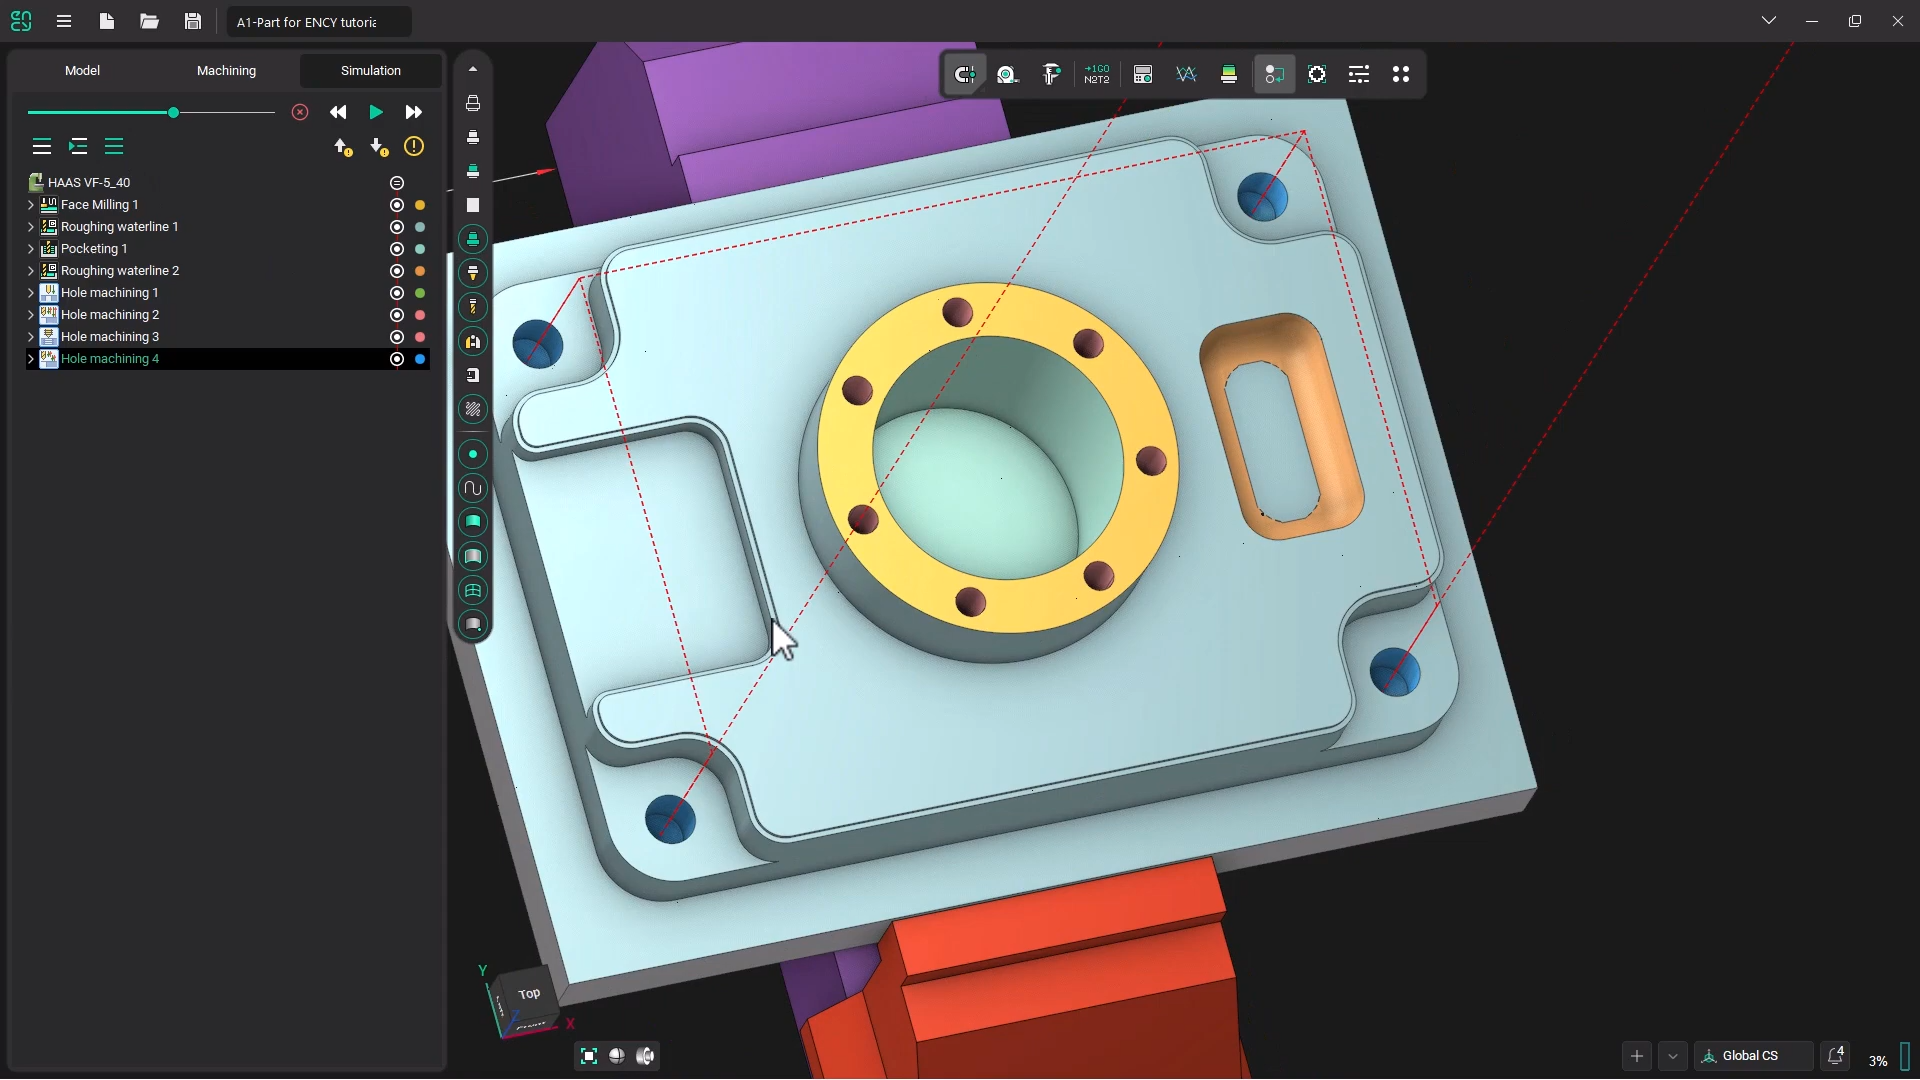 A1-Part for ENCY tutoria
Model
Machining
Simulation
+1G0
N2T2
HAAS VF-5_40
Face Milling 1
Roughing waterline 1
Pocketing 1
Roughing waterline 2
Hole machining 1
Hole machining 2
Hole machining 3
Hole machining 4
Y
Top
Z
X
Global CS
4
3%